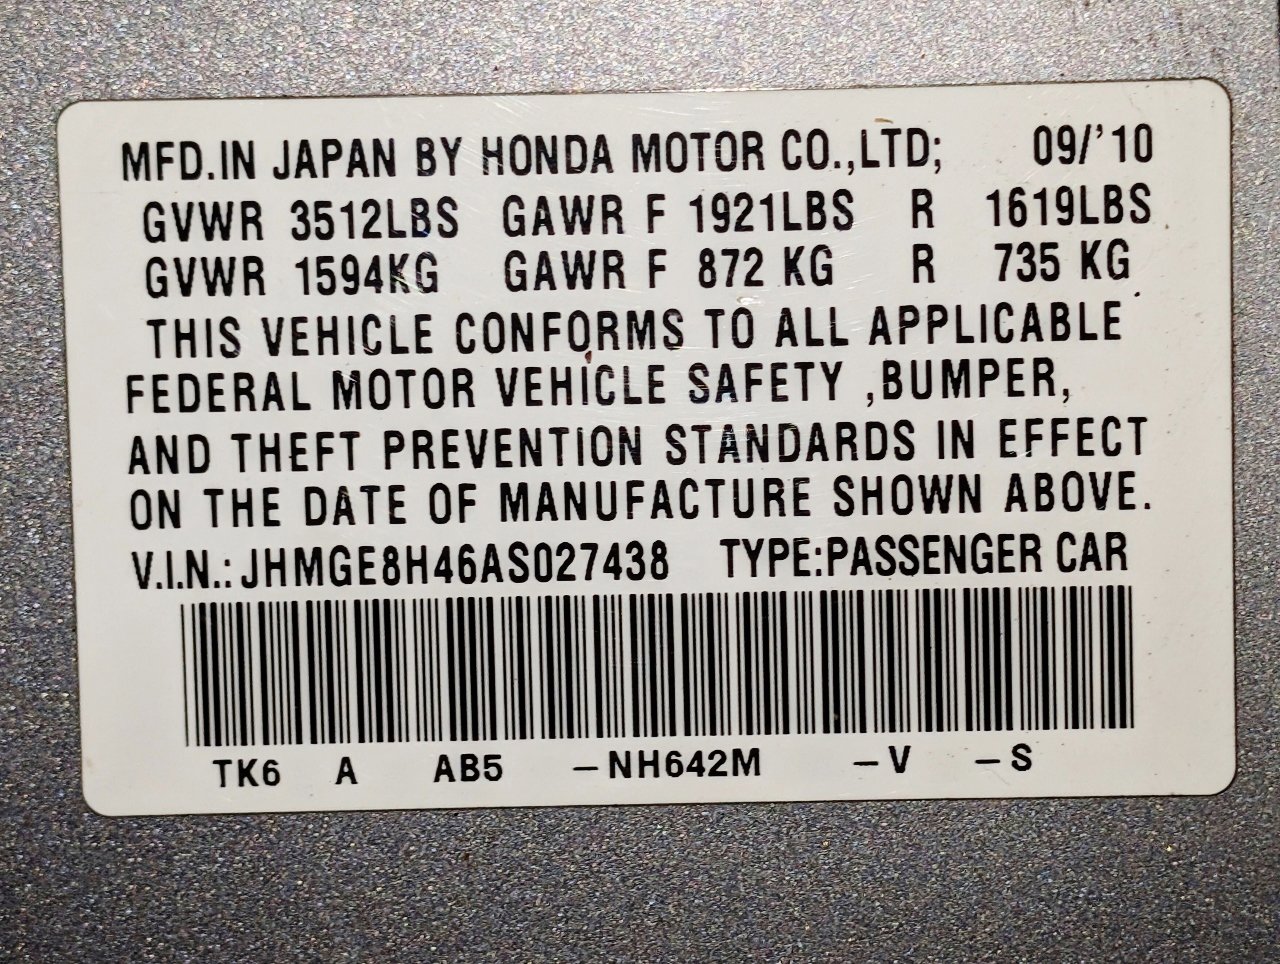 MFD.IN JAPAN BY HONDA MOTOR CO.,LTD; 09/'10
GVWR 3512LBS GAWR F 1921LBS R 1619LBS
GVWR 1594KG GAWR F 872 KG R 735 KG
THIS VEHICLE CONFORMS TO ALL APPLICABLE
FEDERAL MOTOR VEHICLE SAFETY ,BUMPER,
AND THEFT PREVENTION STANDARDS IN EFFECT
ON THE DATE OF MANUFACTURE SHOWN ABOVE.
V.I.N.: JHMGE8H46AS027438 TYPE:PASSENGER CAR
TK6 A AB5 –NH642M –V –S